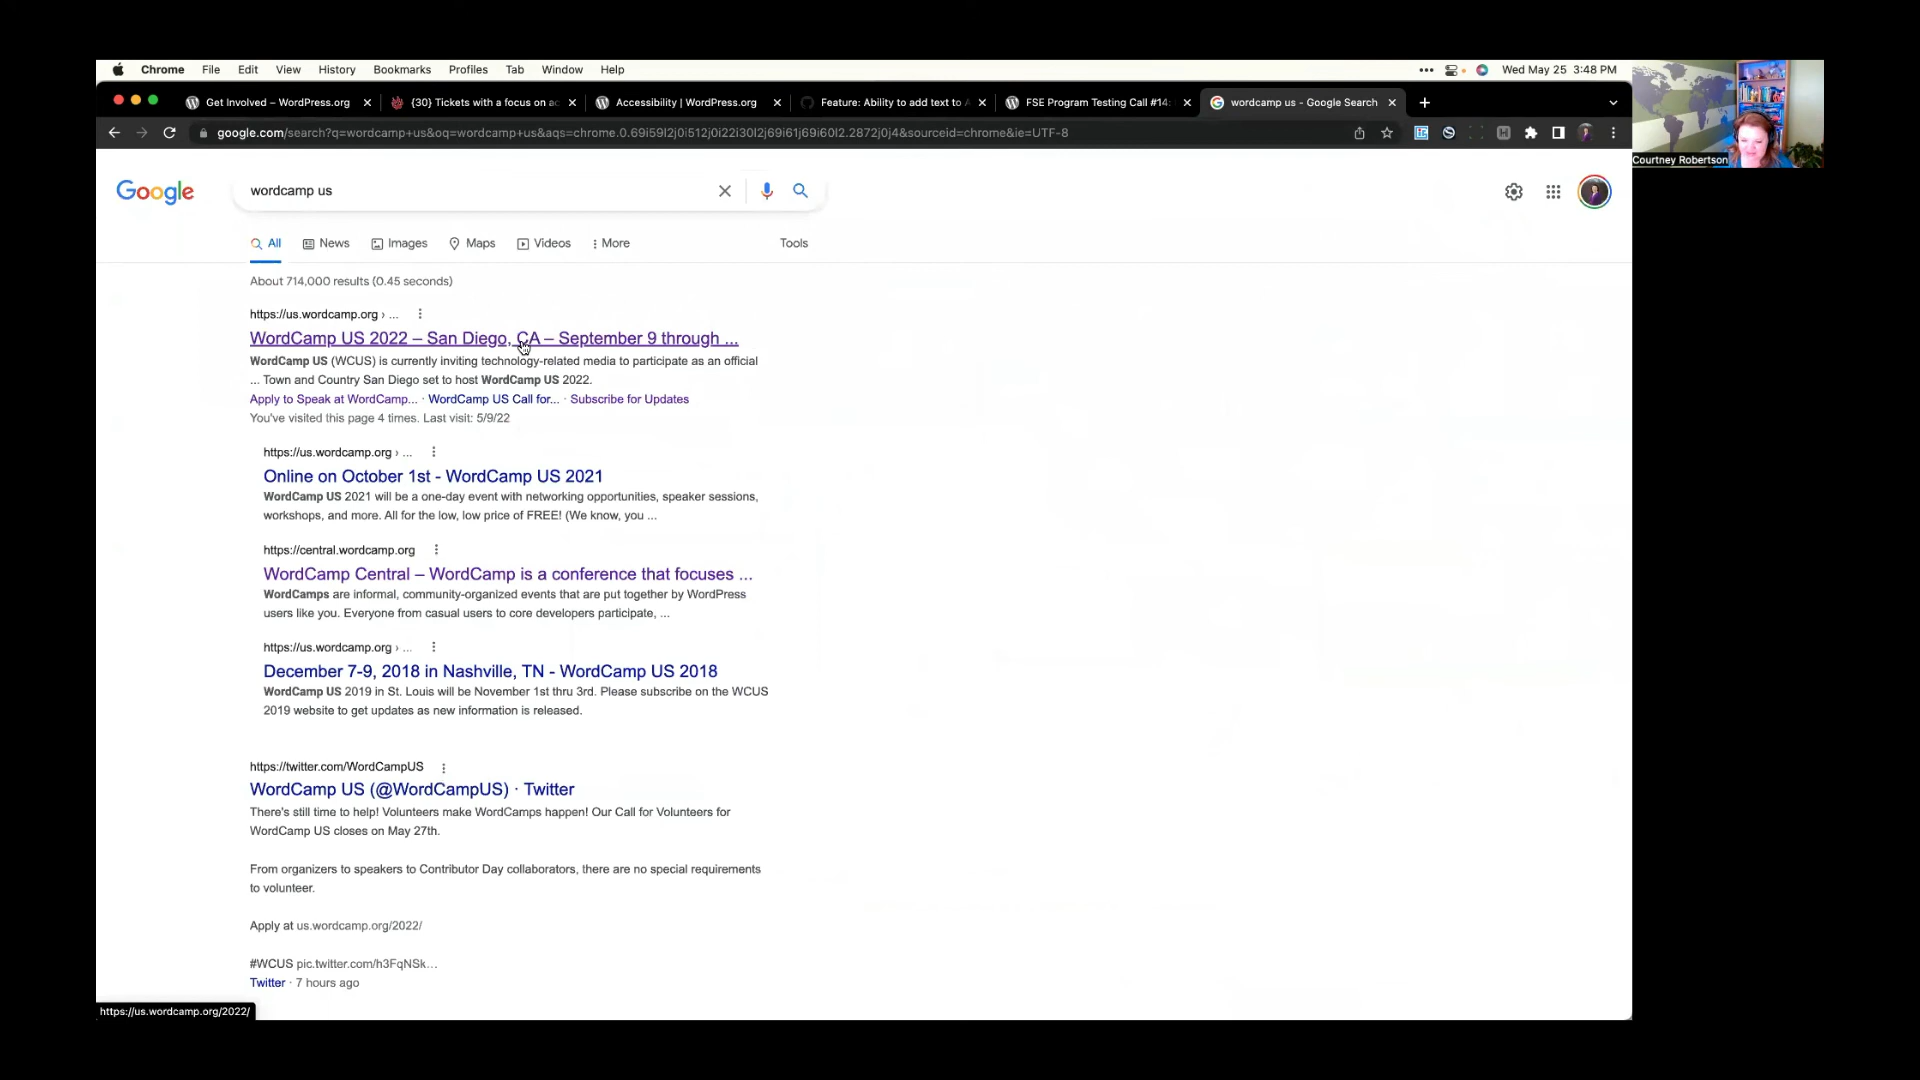 Chrome File Edit View History Bookmarks Profiles Tab Window Help
Wed May 25 3:48 PM
Get Involved – WordPress.org
{30} Tickets with a focus on ac
Accessibility | WordPress.org
Feature: Ability to add text to
FSE Program Testing Call #14:
wordcamp us - Google Search
google.com/search?q=wordcamp+us&oq=wordcamp+us&aqs=chrome.0.69i59l2j0i512j0i22i30l2j69i61j69i60l2.2872j0j4&sourceid=chrome&ie=UTF-8
Courtney Robertson
Google
wordcamp us
All News Images Maps Videos More Tools
About 714,000 results (0.45 seconds)
https://us.wordcamp.org › ...
WordCamp US 2022 – San Diego, CA – September 9 through ...
WordCamp US (WCUS) is currently inviting technology-related media to participate as an official
... Town and Country San Diego set to host WordCamp US 2022.
Apply to Speak at WordCamp... · WordCamp US Call for... · Subscribe for Updates
You've visited this page 4 times. Last visit: 5/9/22
https://us.wordcamp.org › ...
Online on October 1st - WordCamp US 2021
WordCamp US 2021 will be a one-day event with networking opportunities, speaker sessions,
workshops, and more. All for the low, low price of FREE! (We know, you ...
https://central.wordcamp.org
WordCamp Central – WordCamp is a conference that focuses ...
WordCamps are informal, community-organized events that are put together by WordPress
users like you. Everyone from casual users to core developers participate, ...
https://us.wordcamp.org › ...
December 7-9, 2018 in Nashville, TN - WordCamp US 2018
WordCamp US 2019 in St. Louis will be November 1st thru 3rd. Please subscribe on the WCUS
2019 website to get updates as new information is released.
https://twitter.com/WordCampUS
WordCamp US (@WordCampUS) · Twitter
There's still time to help! Volunteers make WordCamps happen! Our Call for Volunteers for
WordCamp US closes on May 27th.
From organizers to speakers to Contributor Day collaborators, there are no special requirements
to volunteer.
Apply at us.wordcamp.org/2022/
#WCUS pic.twitter.com/h3FqNSk...
Twitter · 7 hours ago
https://us.wordcamp.org/2022/